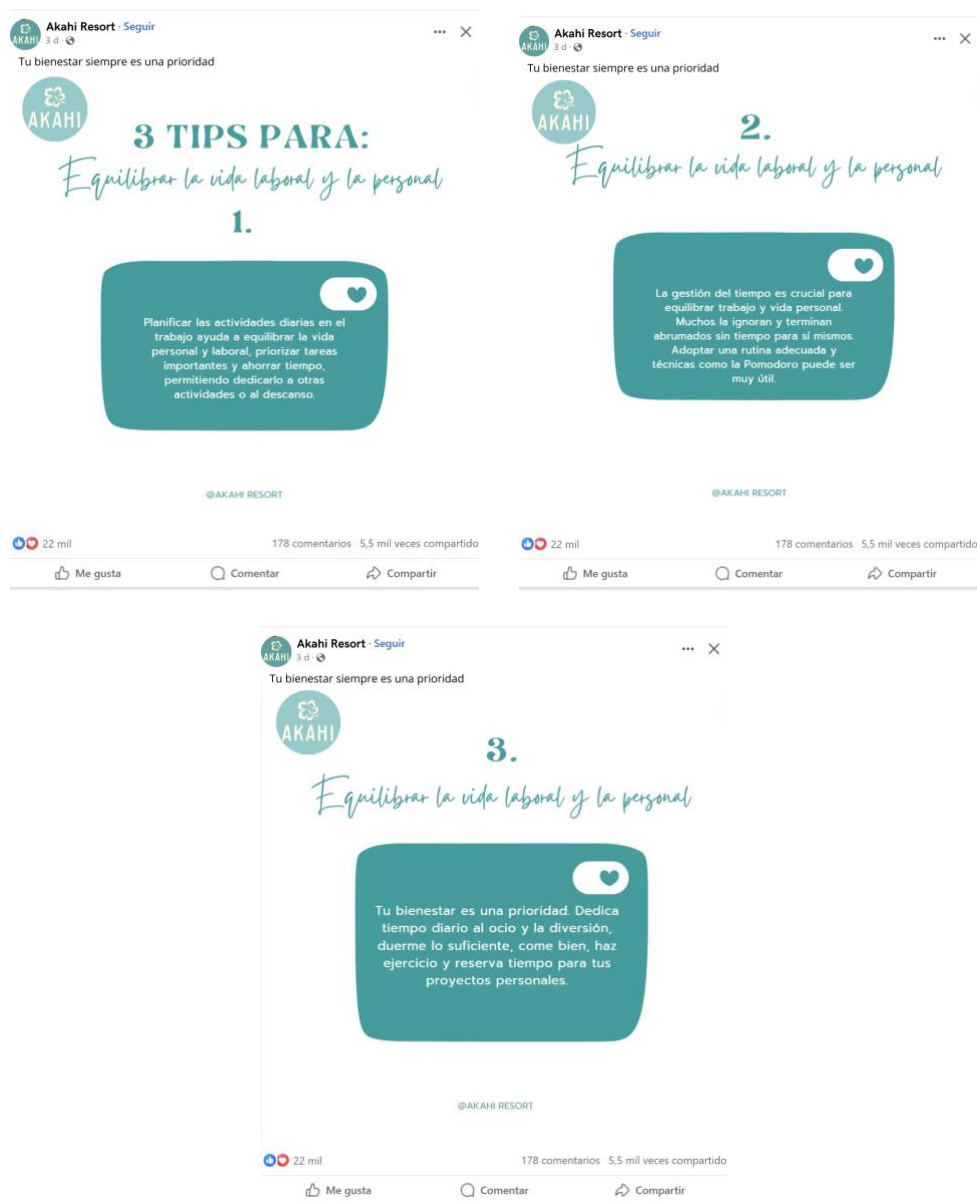 Akahi Resort · Seguir
3 d ·
Tu bienestar siempre es una prioridad
AKAHI
AKAHI
3 TIPS PARA:
Equilibrar la vida laboral y la personal
1.
Planificar las actividades diarias en el
trabajo ayuda a equilibrar la vida
personal y laboral, priorizar tareas
importantes y ahorrar tiempo,
permitiendo dedicarlo a otras
actividades o al descanso.
@AKAHI RESORT
22 mil
178 comentarios 5,5 mil veces compartido
Me gusta Comentar Compartir
Akahi Resort · Seguir
3 d ·
Tu bienestar siempre es una prioridad
AKAHI
AKAHI
2.
Equilibrar la vida laboral y la personal
La gestión del tiempo es crucial para
equilibrar trabajo y vida personal.
Muchos la ignoran y terminan
abrumados sin tiempo para sí mismos.
Adoptar una rutina adecuada y
técnicas como la Pomodoro puede ser
muy útil.
@AKAHI RESORT
22 mil
178 comentarios 5,5 mil veces compartido
Me gusta Comentar Compartir
Akahi Resort · Seguir
3 d ·
Tu bienestar siempre es una prioridad
AKAHI
AKAHI
3.
Equilibrar la vida laboral y la personal
Tu bienestar es una prioridad. Dedica
tiempo diario al ocio y la diversión,
duerme lo suficiente, come bien, haz
ejercicio y reserva tiempo para tus
proyectos personales.
@AKAHI RESORT
22 mil
178 comentarios 5,5 mil veces compartido
Me gusta Comentar Compartir